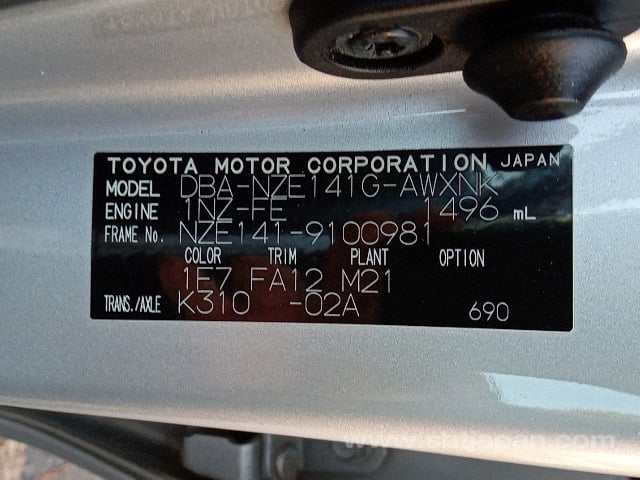 TOYOTA MOTOR CORPORATION JAPAN
MODEL DBA-NZE141G-AWXNK
ENGINE 1NZ-FE 1496 mL
FRAME No. NZE141-9100981
COLOR TRIM PLANT OPTION
1E7 FA12 M21
TRANS./AXLE K310 -02A 690